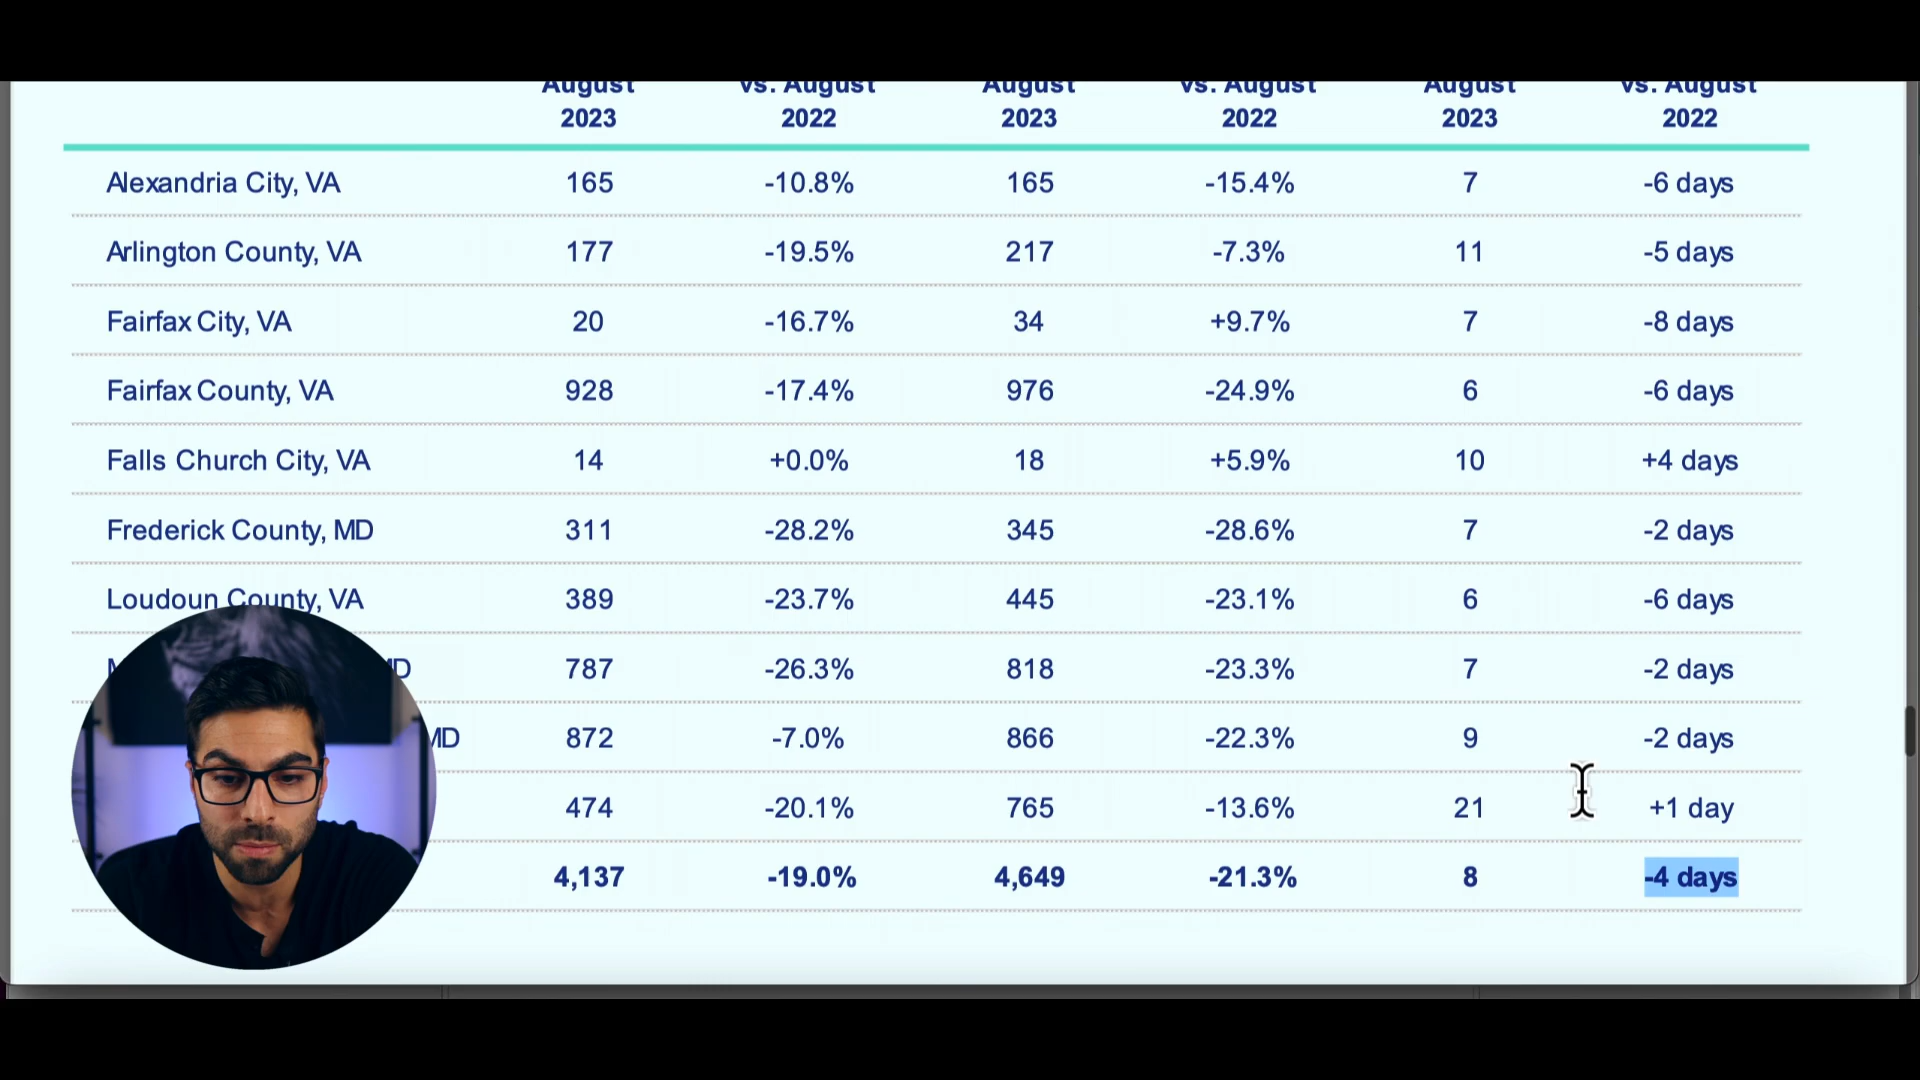 August vs. August August vs. August August vs. August
2023 2022 2023 2022 2023 2022
Alexandria City, VA 165 -10.8% 165 -15.4% 7 -6 days
Arlington County, VA 177 -19.5% 217 -7.3% 11 -5 days
Fairfax City, VA 20 -16.7% 34 +9.7% 7 -8 days
Fairfax County, VA 928 -17.4% 976 -24.9% 6 -6 days
Falls Church City, VA 14 +0.0% 18 +5.9% 10 +4 days
Frederick County, MD 311 -28.2% 345 -28.6% 7 -2 days
Loudoun County, VA 389 -23.7% 445 -23.1% 6 -6 days
787 -26.3% 818 -23.3% 7 -2 days
MD 872 -7.0% 866 -22.3% 9 -2 days
474 -20.1% 765 -13.6% 21 +1 day
4,137 -19.0% 4,649 -21.3% 8 -4 days